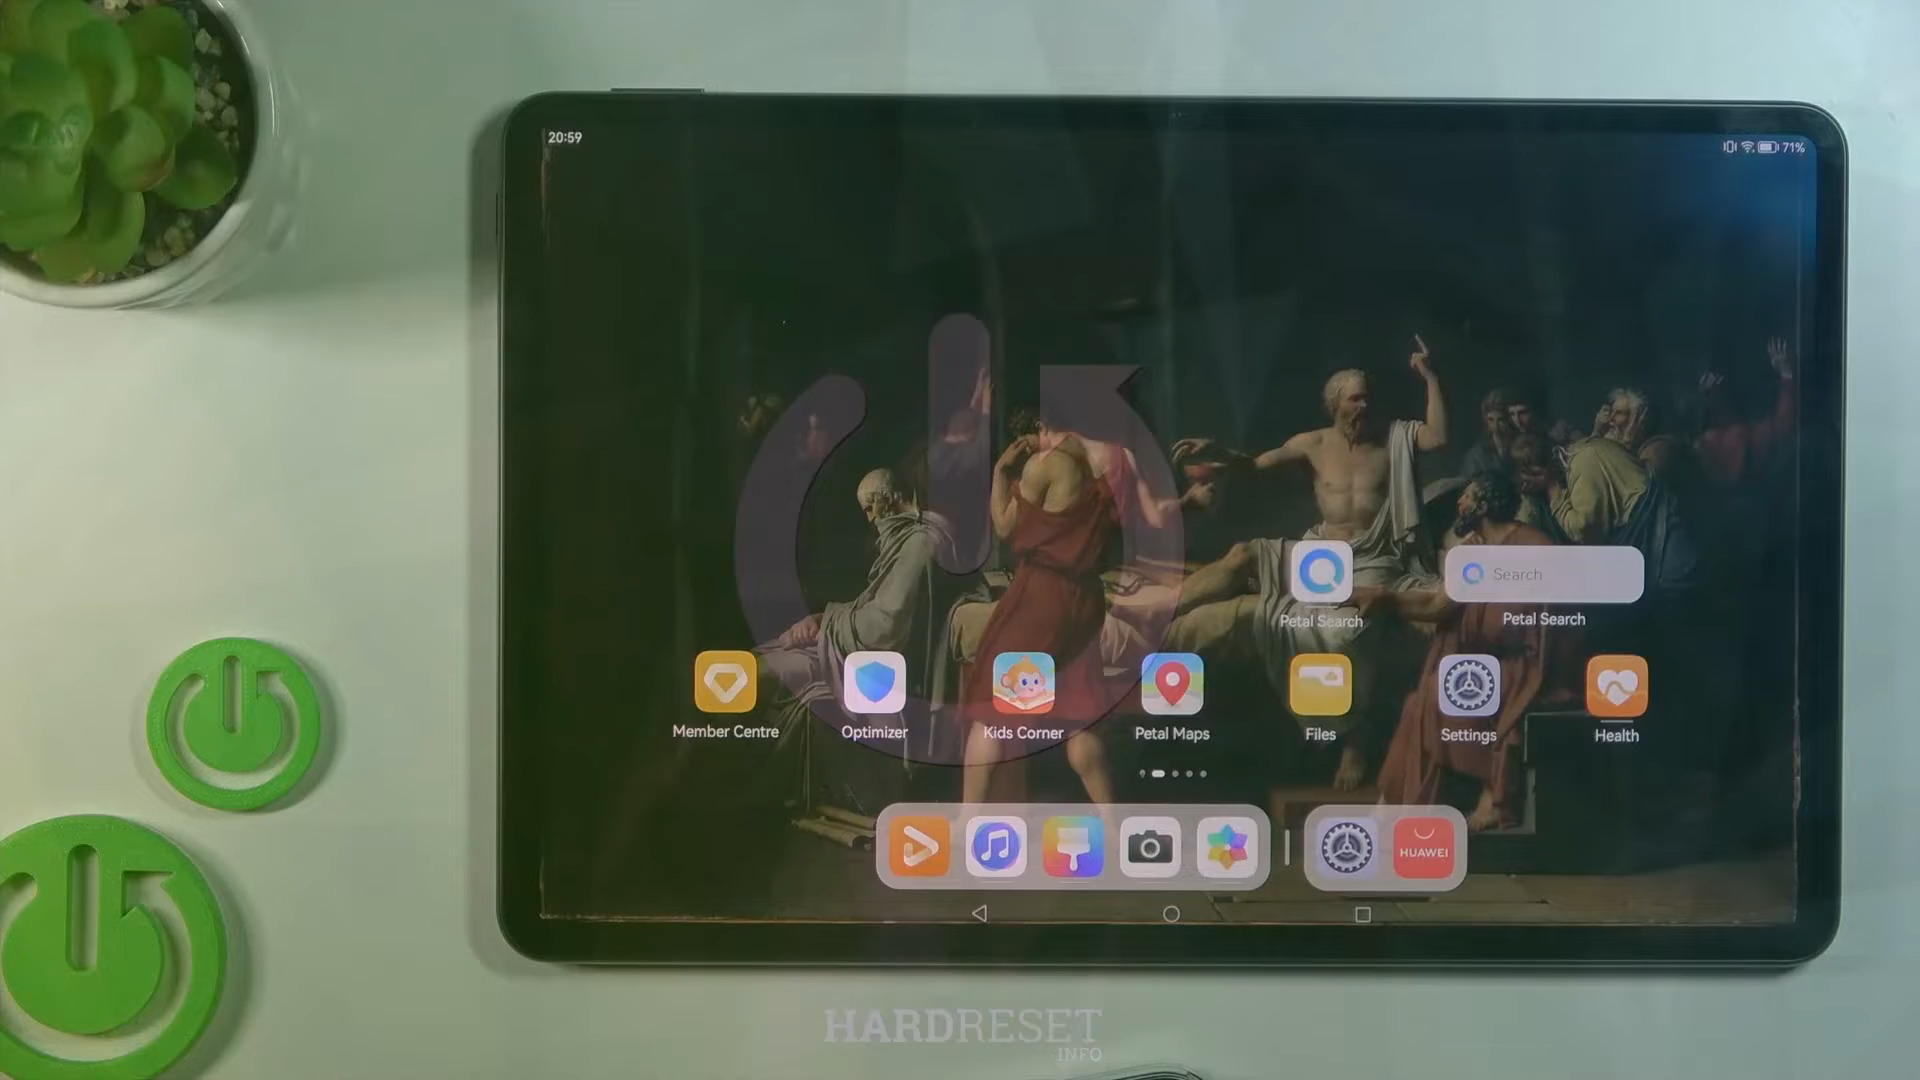 20:59
71%
Search
Petal Search
Petal Search
Member Centre
Optimizer
Kids Corner
Petal Maps
Files
Settings
Health
HUAWEI
HARDRESET
INFO